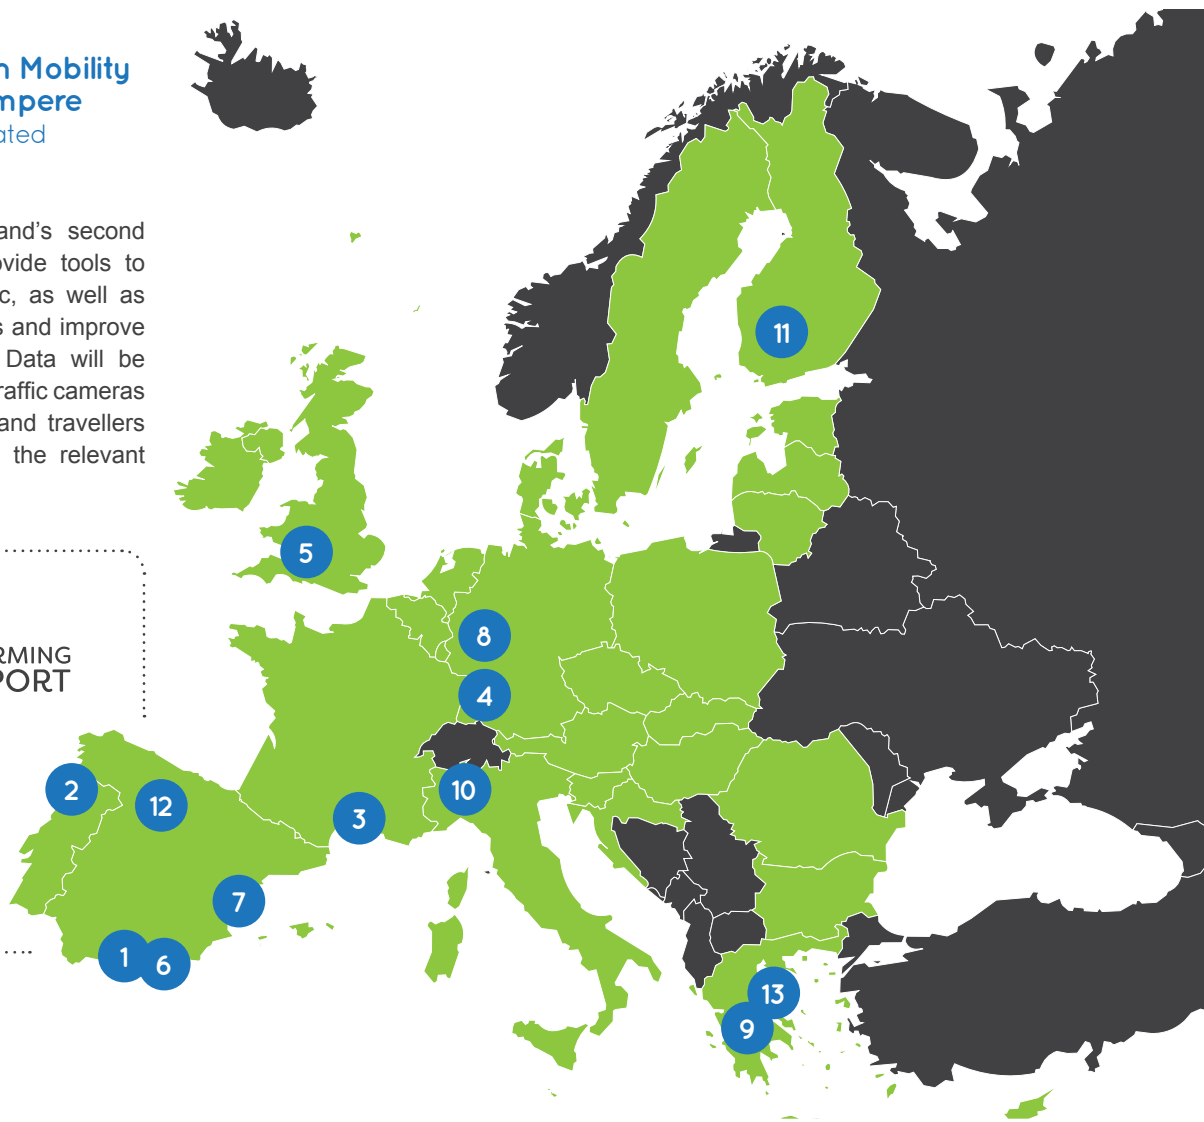 n Mobility
mpere
ated
and's second
ovide tools to
c, as well as
s and improve
Data will be
raffic cameras
and travellers
the relevant
RMING
PORT
11
5
8
4
2
12
10
3
7
1
6
13
9